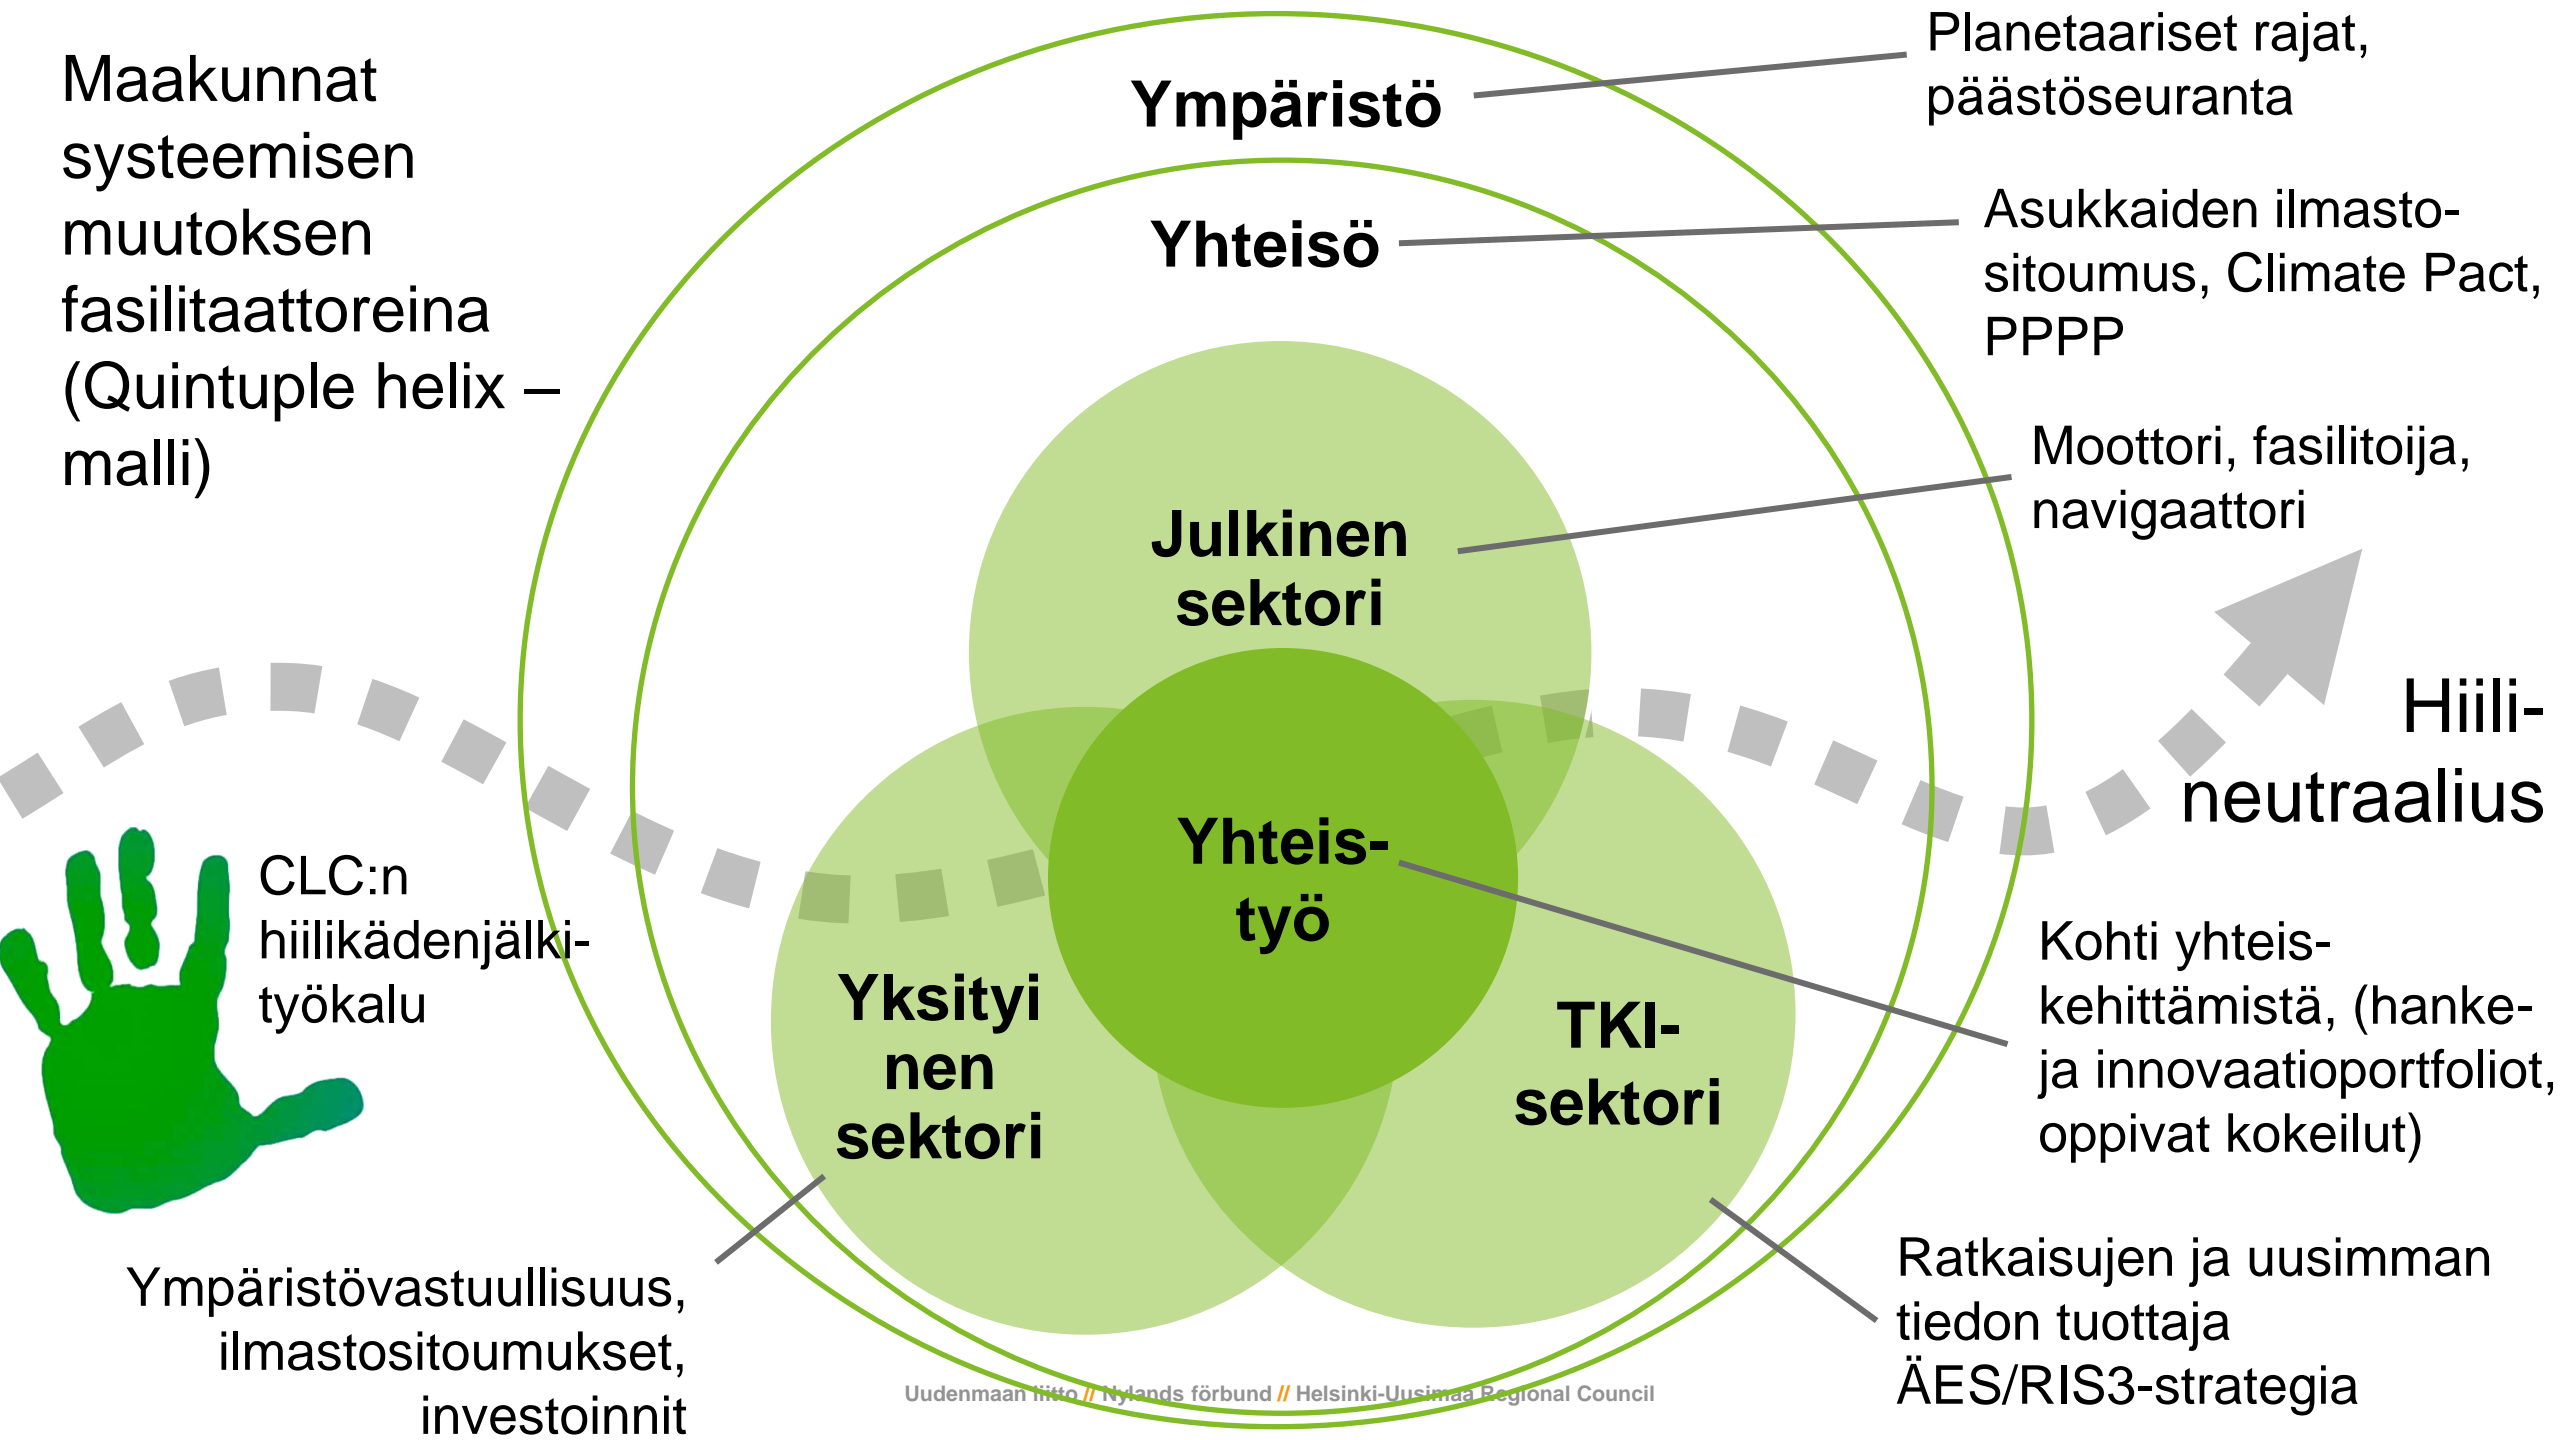 Maakunnat
systeemisen
muutoksen
fasilitaattoreina
(Quintuple helix –
malli)
Ympäristö
Planetaariset rajat,
päästöseuranta
Yhteisö
Asukkaiden ilmasto-
sitoumus, Climate Pact,
PPPP
Julkinen
sektori
Moottori, fasilitoija,
navigaattori
Hiili-
neutraalius
Yhteis-
työ
CLC:n
hiilikädenjälki-
työkalu
Yksityi
nen
sektori
TKI-
sektori
Kohti yhteis-
kehittämistä, (hanke-
ja innovaatioportfoliot,
oppivat kokeilut)
Ympäristövastuullisuus,
ilmastositoumukset,
investoinnit
Ratkaisujen ja uusimman
tiedon tuottaja
ÄES/RIS3-strategia
Uudenmaan liitto // Nylands förbund // Helsinki-Uusimaa Regional Council